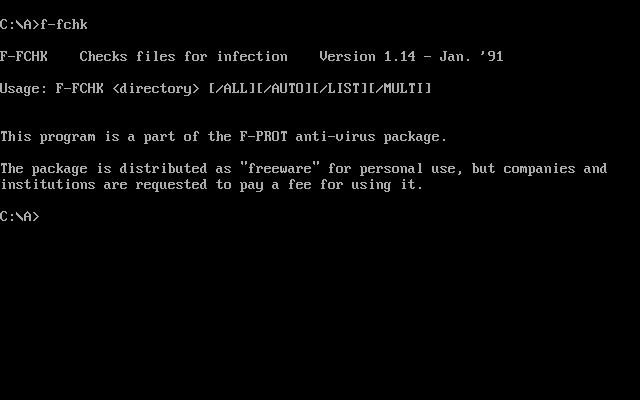 C:\A>f-fchk
F-FCHK    Checks files for infection    Version 1.14 - Jan. '91
Usage: F-FCHK <directory> [/ALL][/AUTO][/LIST][/MULTI]
This program is a part of the F-PROT anti-virus package.
The package is distributed as "freeware" for personal use, but companies and
institutions are requested to pay a fee for using it.
C:\A>